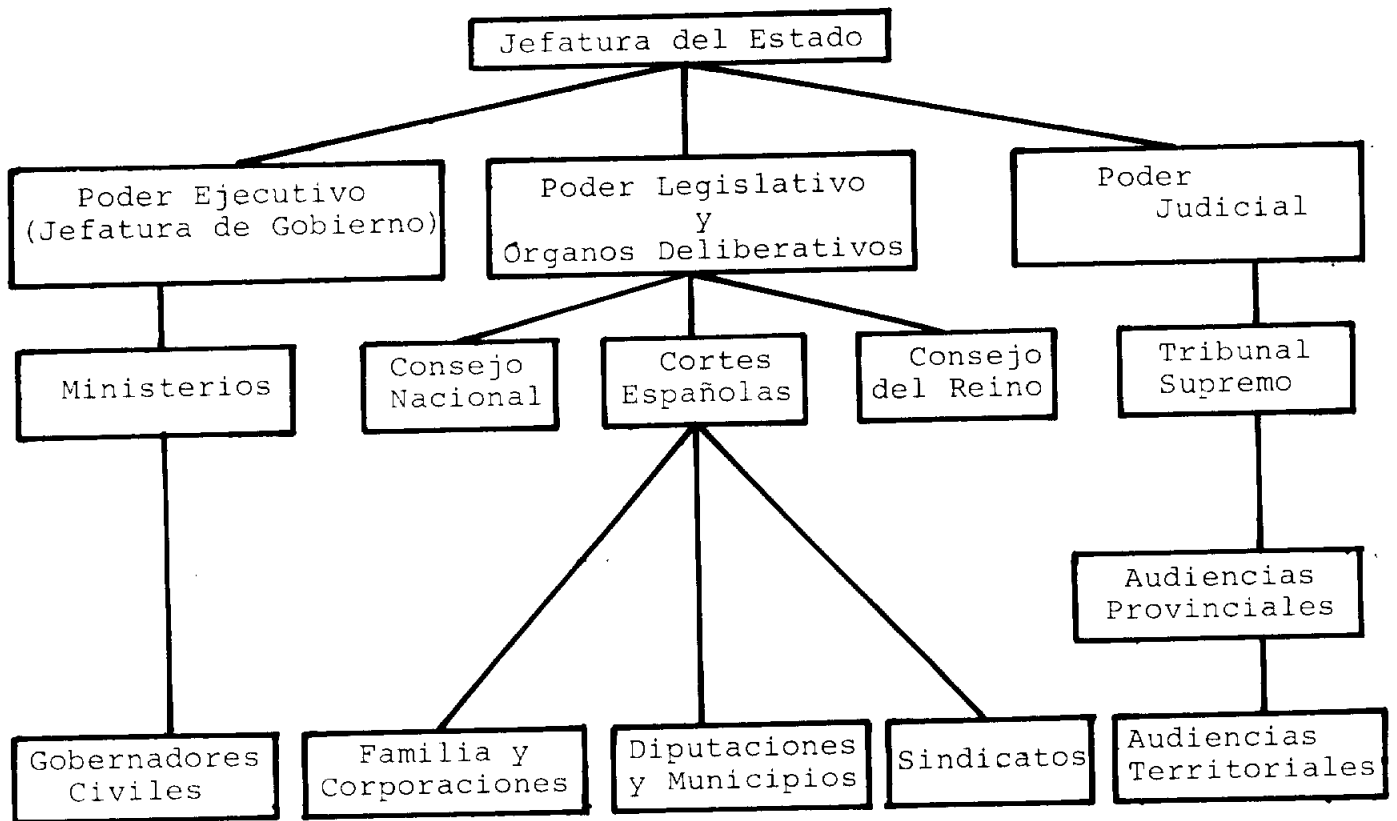 Jefatura del Estado
Poder Ejecutivo
(Jefatura de Gobierno)
Poder Legislativo
y
Órganos Deliberativos
Poder
Judicial
Ministerios
Consejo
Nacional
Cortes
Españolas
Consejo
del Reino
Tribunal
Supremo
Audiencias
Provinciales
Gobernadores
Civiles
Familia y
Corporaciones
Diputaciones
y Municipios
Sindicatos
Audiencias
Territoriales